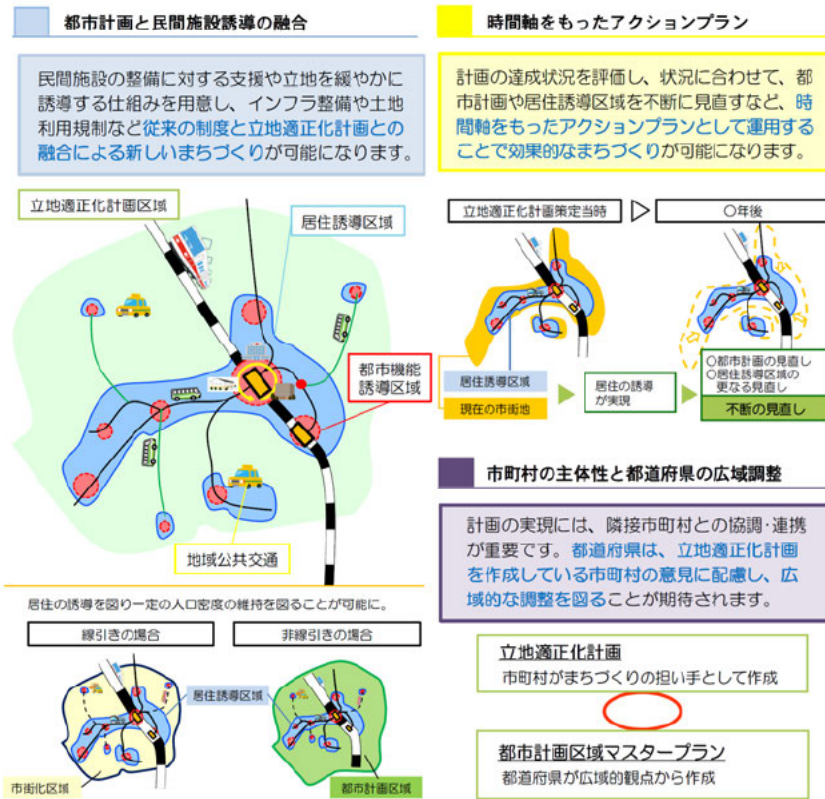 都市計画と民間施設誘導の融合
民間施設の整備に対する支援や立地を緩やかに
誘導する仕組みを用意し、インフラ整備や土地
利用規制など従来の制度と立地適正化計画との
融合による新しいまちづくりが可能になります。
立地適正化計画区域
居住誘導区域
都市機能
誘導区域
地域公共交通
居住の誘導を図り一定の人口密度の維持を図ることが可能に。
線引きの場合
非線引きの場合
居住誘導区域
市街化区域
都市計画区域
時間軸をもったアクションプラン
計画の達成状況を評価し、状況に合わせて、都
市計画や居住誘導区域を不断に見直すなど、時
間軸をもったアクションプランとして運用する
ことで効果的なまちづくりが可能になります。
立地適正化計画策定当時
〇年後
居住誘導区域
現在の市街地
居住の誘導
が実現
〇都市計画の見直し
〇居住誘導区域の
更なる見直し
不断の見直し
市町村の主体性と都道府県の広域調整
計画の実現には、隣接市町村との協調・連携
が重要です。都道府県は、立地適正化計画
を作成している市町村の意見に配慮し、広
域的な調整を図ることが期待されます。
立地適正化計画
市町村がまちづくりの担い手として作成
都市計画区域マスタープラン
都道府県が広域的観点から作成